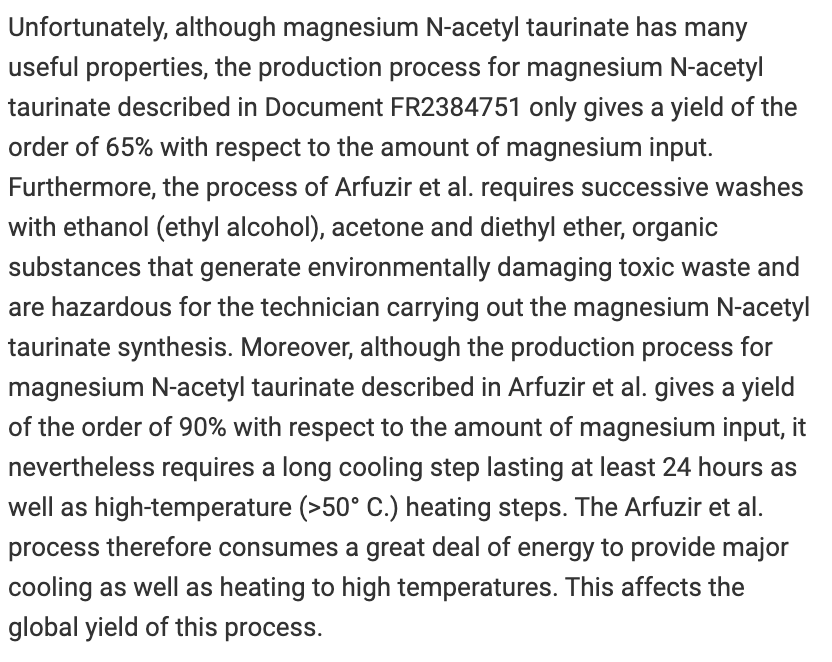 Unfortunately, although magnesium N-acetyl taurinate has many
useful properties, the production process for magnesium N-acetyl
taurinate described in Document FR2384751 only gives a yield of the
order of 65% with respect to the amount of magnesium input.
Furthermore, the process of Arfuzir et al. requires successive washes
with ethanol (ethyl alcohol), acetone and diethyl ether, organic
substances that generate environmentally damaging toxic waste and
are hazardous for the technician carrying out the magnesium N-acetyl
taurinate synthesis. Moreover, although the production process for
magnesium N-acetyl taurinate described in Arfuzir et al. gives a yield
of the order of 90% with respect to the amount of magnesium input, it
nevertheless requires a long cooling step lasting at least 24 hours as
well as high-temperature (>50° C.) heating steps. The Arfuzir et al.
process therefore consumes a great deal of energy to provide major
cooling as well as heating to high temperatures. This affects the
global yield of this process.